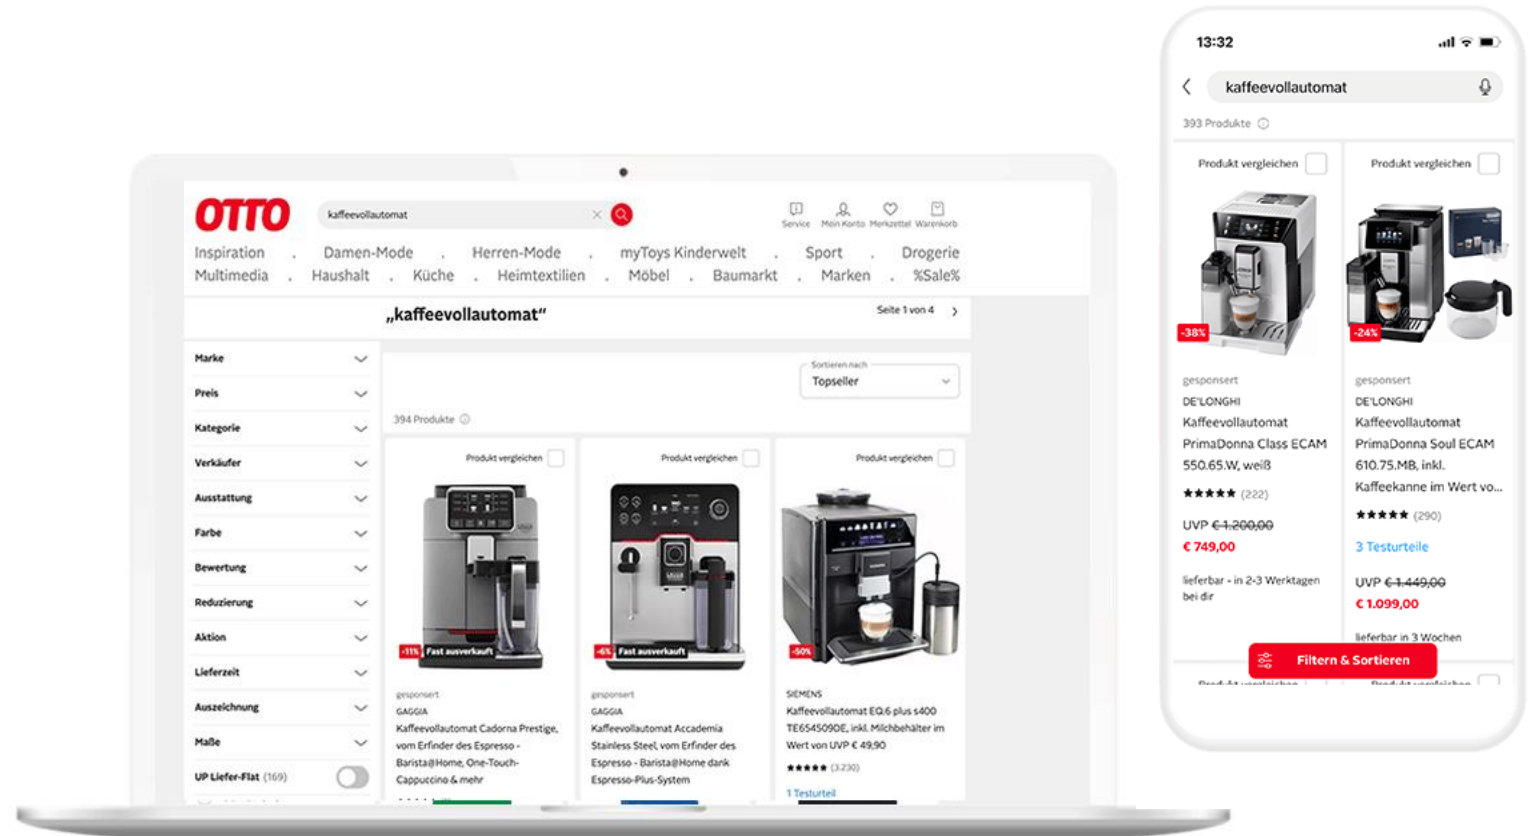 OTTO
kaffeevollautomat
Service Mein Konto Merkzettel Warenkorb
Inspiration . Damen-Mode . Herren-Mode . myToys Kinderwelt . Sport . Drogerie
Multimedia . Haushalt . Küche . Heimtextilien . Möbel . Baumarkt . Marken . %Sale%
„kaffeevollautomat“
Seite 1 von 4
Marke
Preis
Kategorie
Verkäufer
Ausstattung
Farbe
Bewertung
Reduzierung
Aktion
Lieferzeit
Auszeichnung
Maße
UP Liefer-Flat (169)
Sortieren nach
Topseller
394 Produkte
Produkt vergleichen
-11% Fast ausverkauft
gesponsert
GAGGIA
Kaffeevollautomat Cadorna Prestige,
vom Erfinder des Espresso -
Barista@Home, One-Touch-
Cappuccino & mehr
Produkt vergleichen
-6% Fast ausverkauft
gesponsert
GAGGIA
Kaffeevollautomat Accademia
Stainless Steel, vom Erfinder des
Espresso - Barista@Home dank
Espresso-Plus-System
Produkt vergleichen
-50%
SIEMENS
Kaffeevollautomat EQ.6 plus s400
TE654509DE, inkl. Milchbehälter im
Wert von UVP € 49,90
★★★★★ (3.230)
1 Testurteil
13:32
kaffeevollautomat
393 Produkte
Produkt vergleichen
-38%
gesponsert
DE'LONGHI
Kaffeevollautomat
PrimaDonna Class ECAM
550.65.W, weiß
★★★★★ (222)
UVP € 1.200,00
€ 749,00
lieferbar - in 2-3 Werktagen
bei dir
Produkt vergleichen
-24%
gesponsert
DE'LONGHI
Kaffeevollautomat
PrimaDonna Soul ECAM
610.75.MB, inkl.
Kaffeekanne im Wert vo...
★★★★★ (290)
3 Testurteile
UVP € 1.449,00
€ 1.099,00
lieferbar in 3 Wochen
Filtern & Sortieren